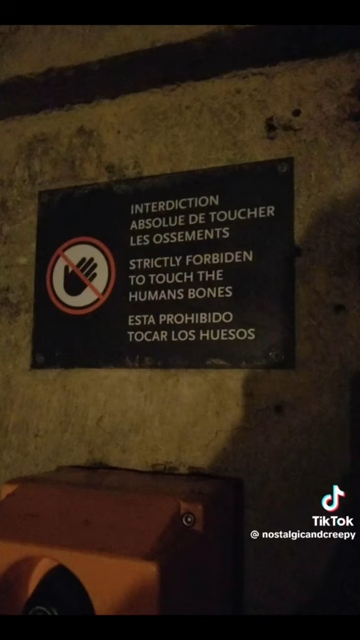 INTERDICTION
ABSOLUE DE TOUCHER
LES OSSEMENTS
STRICTLY FORBIDEN
TO TOUCH THE
HUMANS BONES
ESTA PROHIBIDO
TOCAR LOS HUESOS
TikTok
@ nostalgicandcreepy